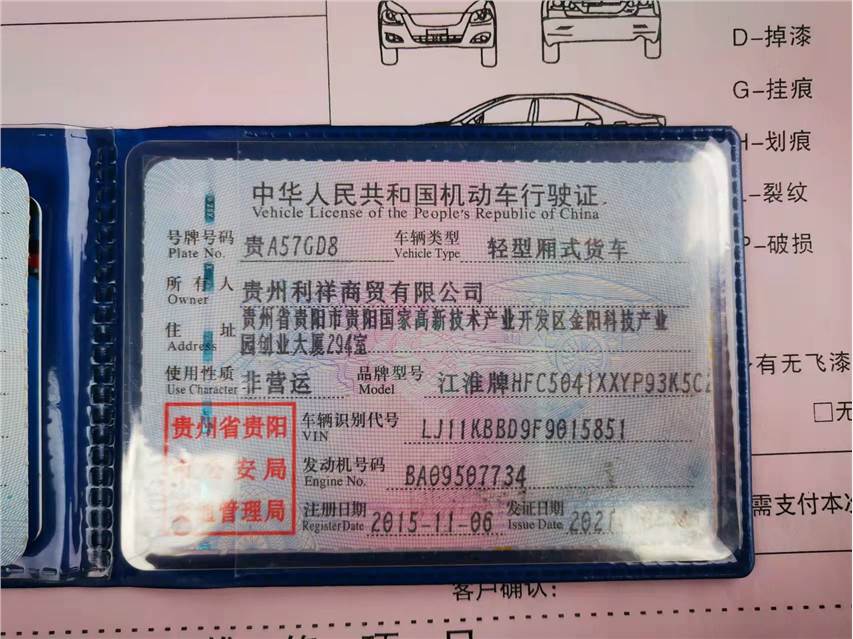 D-掉漆
G-挂痕
H-划痕
裂纹
P-破损
中华人民共和国机动车行驶证
Vehicle License of the People's Republic of China
号牌号码 贵A57GD8 车辆类型 轻型厢式货车
Plate No. Vehicle Type
所有人 贵州利祥商贸有限公司
Owner
住址 贵州省贵阳市贵阳国家高新技术产业开发区金阳科技产业
Address 园创业大厦294室
使用性质 非营运 品牌型号 江淮牌HFC5041XXYP93K5C2
Use Character Model
贵州省贵阳
公安局
管理局
车辆识别代号 LJ11KBBD9F9015851
VIN
发动机号码 BA09507734
Engine No.
注册日期 2015-11-06 发证日期 2021
Register Date Issue Date
有无飞漆
□无
需支付本次
客户确认: